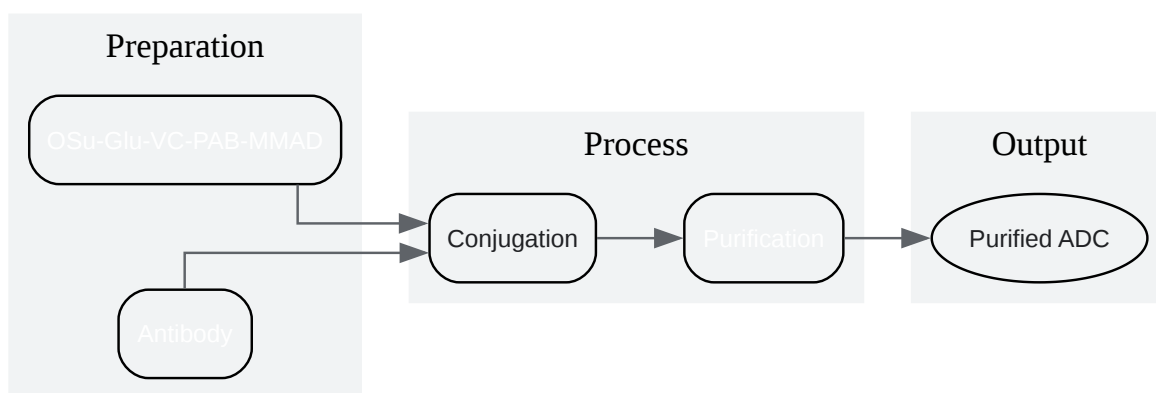 Preparation
OSu-Glu-VC-PAB-MMAD
Antibody
Process
Conjugation
Purification
Output
Purified ADC